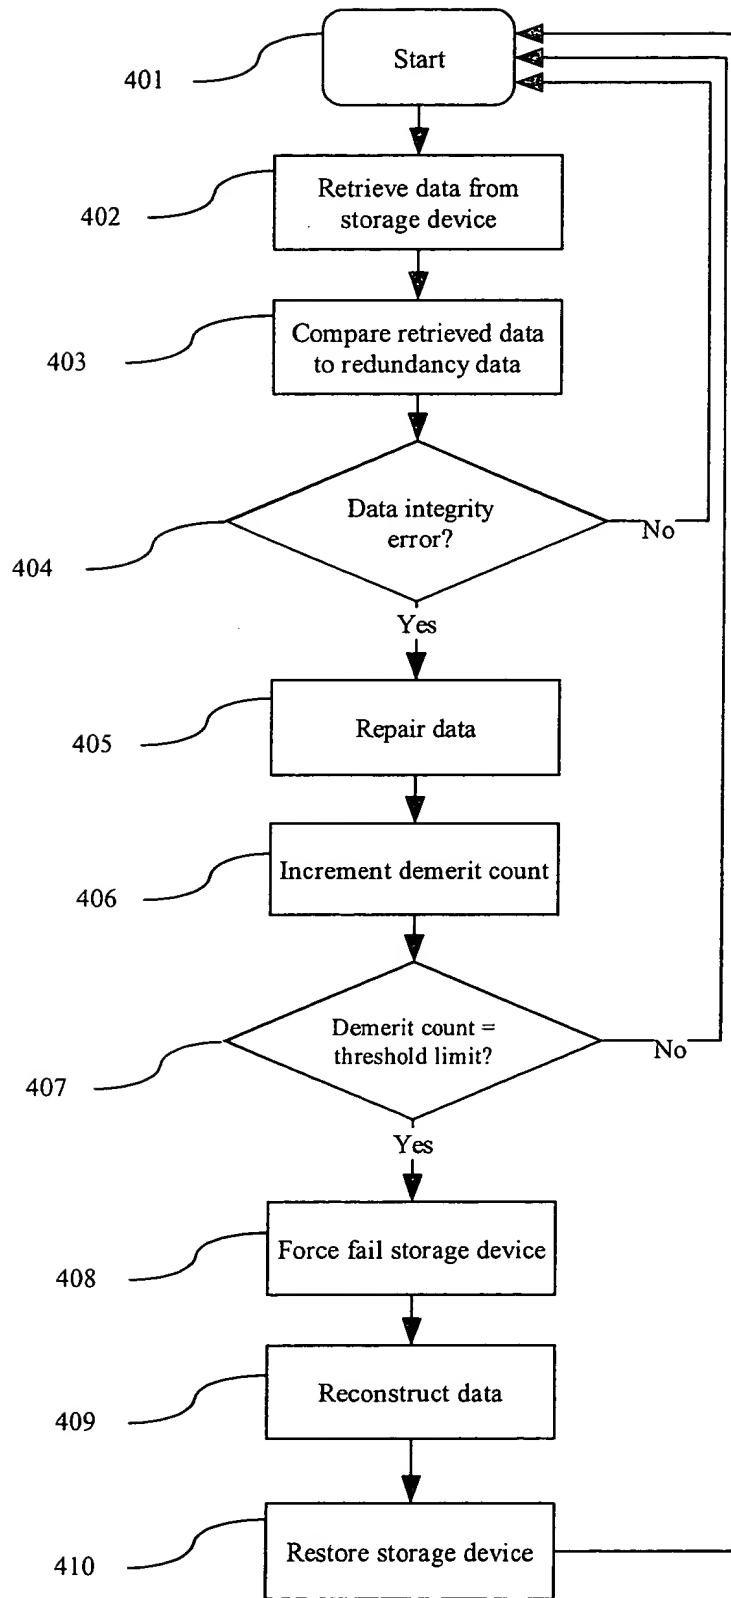 Start
401
Retrieve data from
storage device
402
Compare retrieved data
to redundancy data
403
Data integrity
error?
No
404
Yes
Repair data
405
Increment demerit count
406
Demerit count =
threshold limit?
No
407
Yes
Force fail storage device
408
Reconstruct data
409
Restore storage device
410